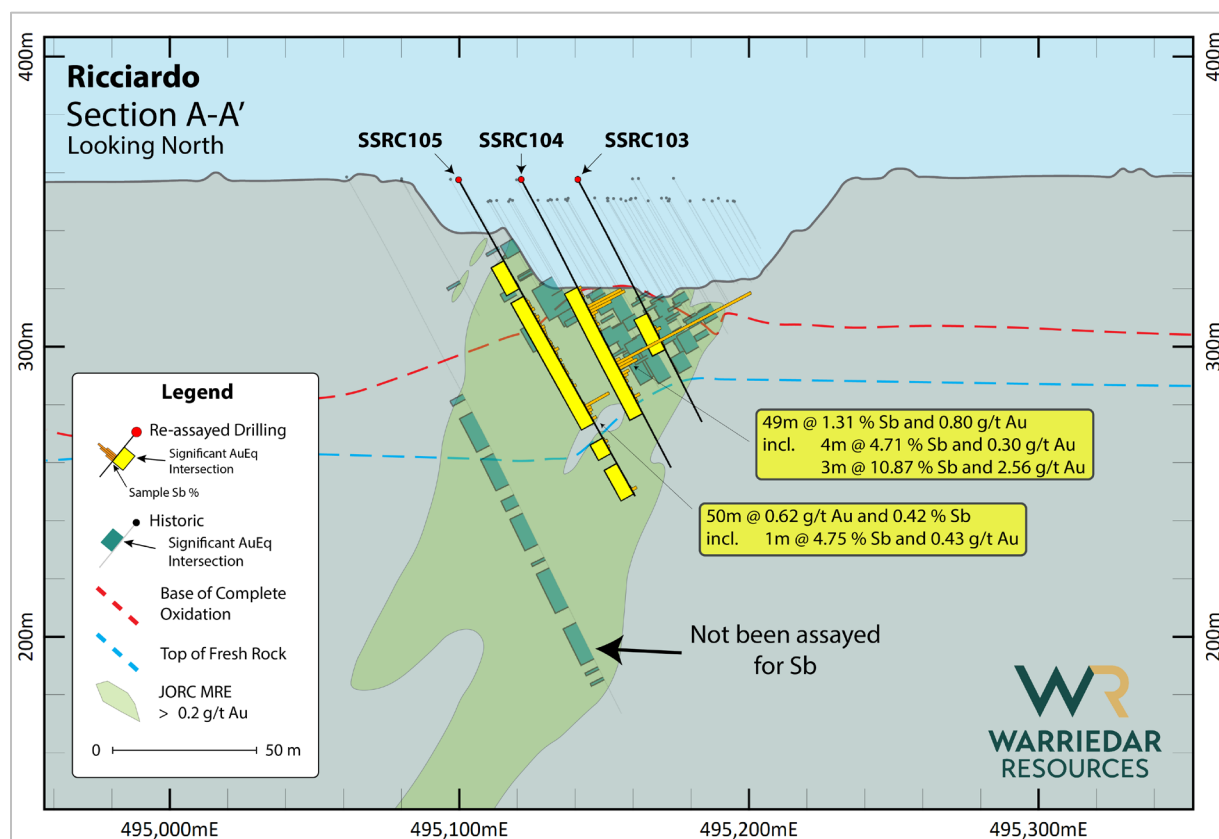 400m
400m
Ricciardo
Section A-A'
Looking North
SSRC105
SSRC104
SSRC103
300m
300m
Legend
Re-assayed Drilling
Significant AuEq
Intersection
Sample Sb %
Historic
Significant AuEq
Intersection
Base of Complete
Oxidation
Top of Fresh Rock
JORC MRE
> 0.2 g/t Au
0 50 m
49m @ 1.31 % Sb and 0.80 g/t Au
incl. 4m @ 4.71 % Sb and 0.30 g/t Au
3m @ 10.87 % Sb and 2.56 g/t Au
50m @ 0.62 g/t Au and 0.42 % Sb
incl. 1m @ 4.75 % Sb and 0.43 g/t Au
200m
200m
Not been assayed
for Sb
WR
WARRIEDAR
RESOURCES
495,000mE
495,100mE
495,200mE
495,300mE